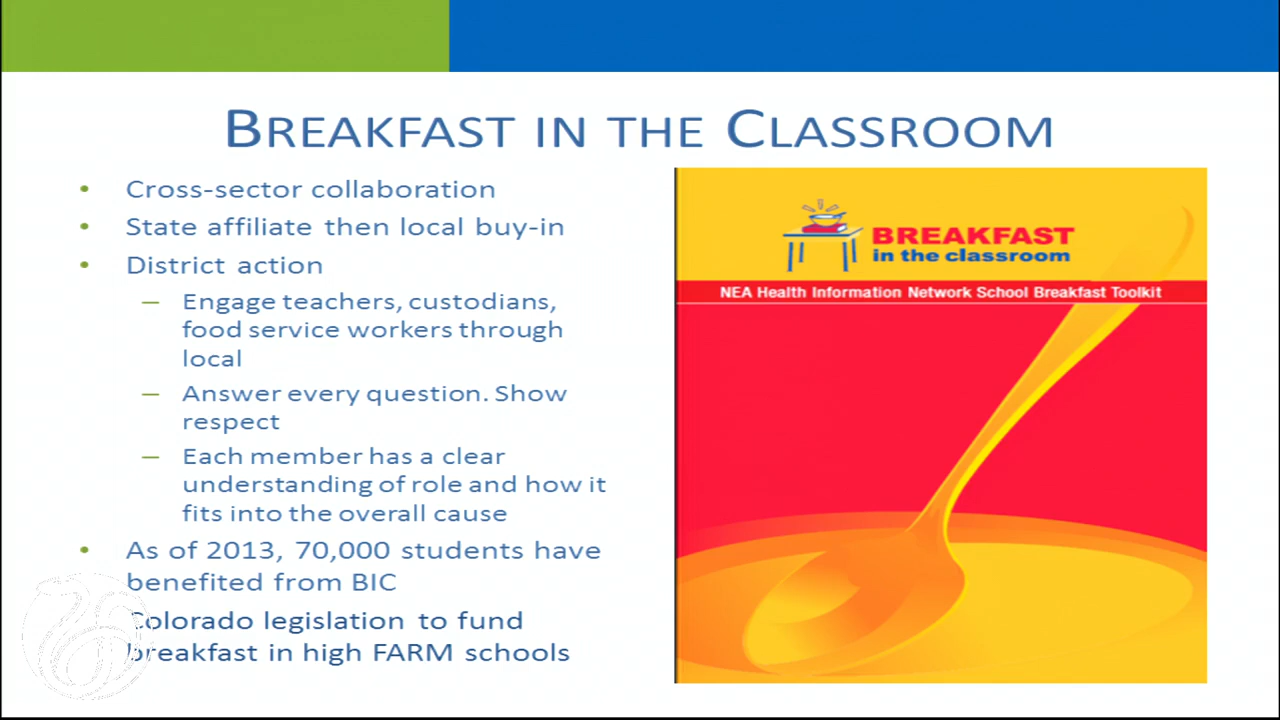 BREAKFAST IN THE CLASSROOM
• Cross-sector collaboration
• State affiliate then local buy-in
• District action
– Engage teachers, custodians,
food service workers through
local
– Answer every question. Show
respect
– Each member has a clear
understanding of role and how it
fits into the overall cause
• As of 2013, 70,000 students have
benefited from BIC
Colorado legislation to fund
breakfast in high FARM schools
BREAKFAST
in the classroom
NEA Health Information Network School Breakfast Toolkit